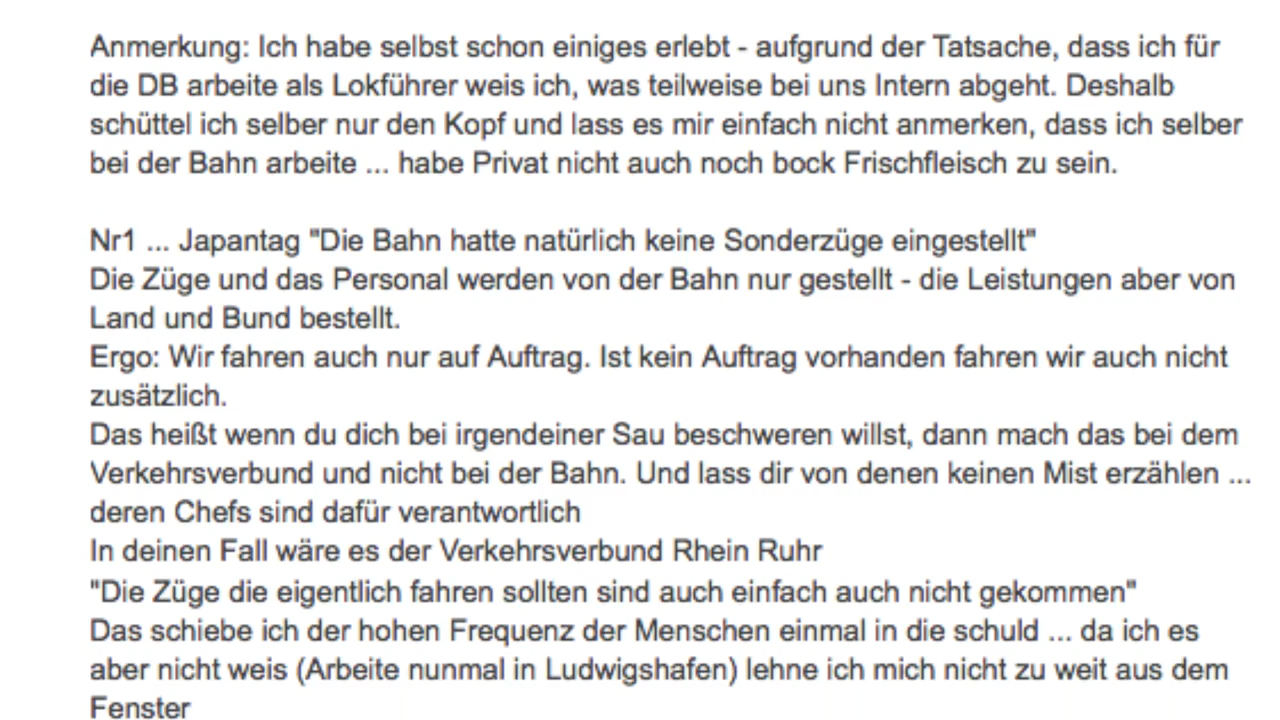 Anmerkung: Ich habe selbst schon einiges erlebt - aufgrund der Tatsache, dass ich für
die DB arbeite als Lokführer weis ich, was teilweise bei uns Intern abgeht. Deshalb
schüttel ich selber nur den Kopf und lass es mir einfach nicht anmerken, dass ich selber
bei der Bahn arbeite ... habe Privat nicht auch noch bock Frischfleisch zu sein.
Nr1 ... Japantag "Die Bahn hatte natürlich keine Sonderzüge eingestellt"
Die Züge und das Personal werden von der Bahn nur gestellt - die Leistungen aber von
Land und Bund bestellt.
Ergo: Wir fahren auch nur auf Auftrag. Ist kein Auftrag vorhanden fahren wir auch nicht
zusätzlich.
Das heißt wenn du dich bei irgendeiner Sau beschweren willst, dann mach das bei dem
Verkehrsverbund und nicht bei der Bahn. Und lass dir von denen keinen Mist erzählen ...
deren Chefs sind dafür verantwortlich
In deinen Fall wäre es der Verkehrsverbund Rhein Ruhr
"Die Züge die eigentlich fahren sollten sind auch einfach auch nicht gekommen"
Das schiebe ich der hohen Frequenz der Menschen einmal in die schuld ... da ich es
aber nicht weis (Arbeite nunmal in Ludwigshafen) lehne ich mich nicht zu weit aus dem
Fenster